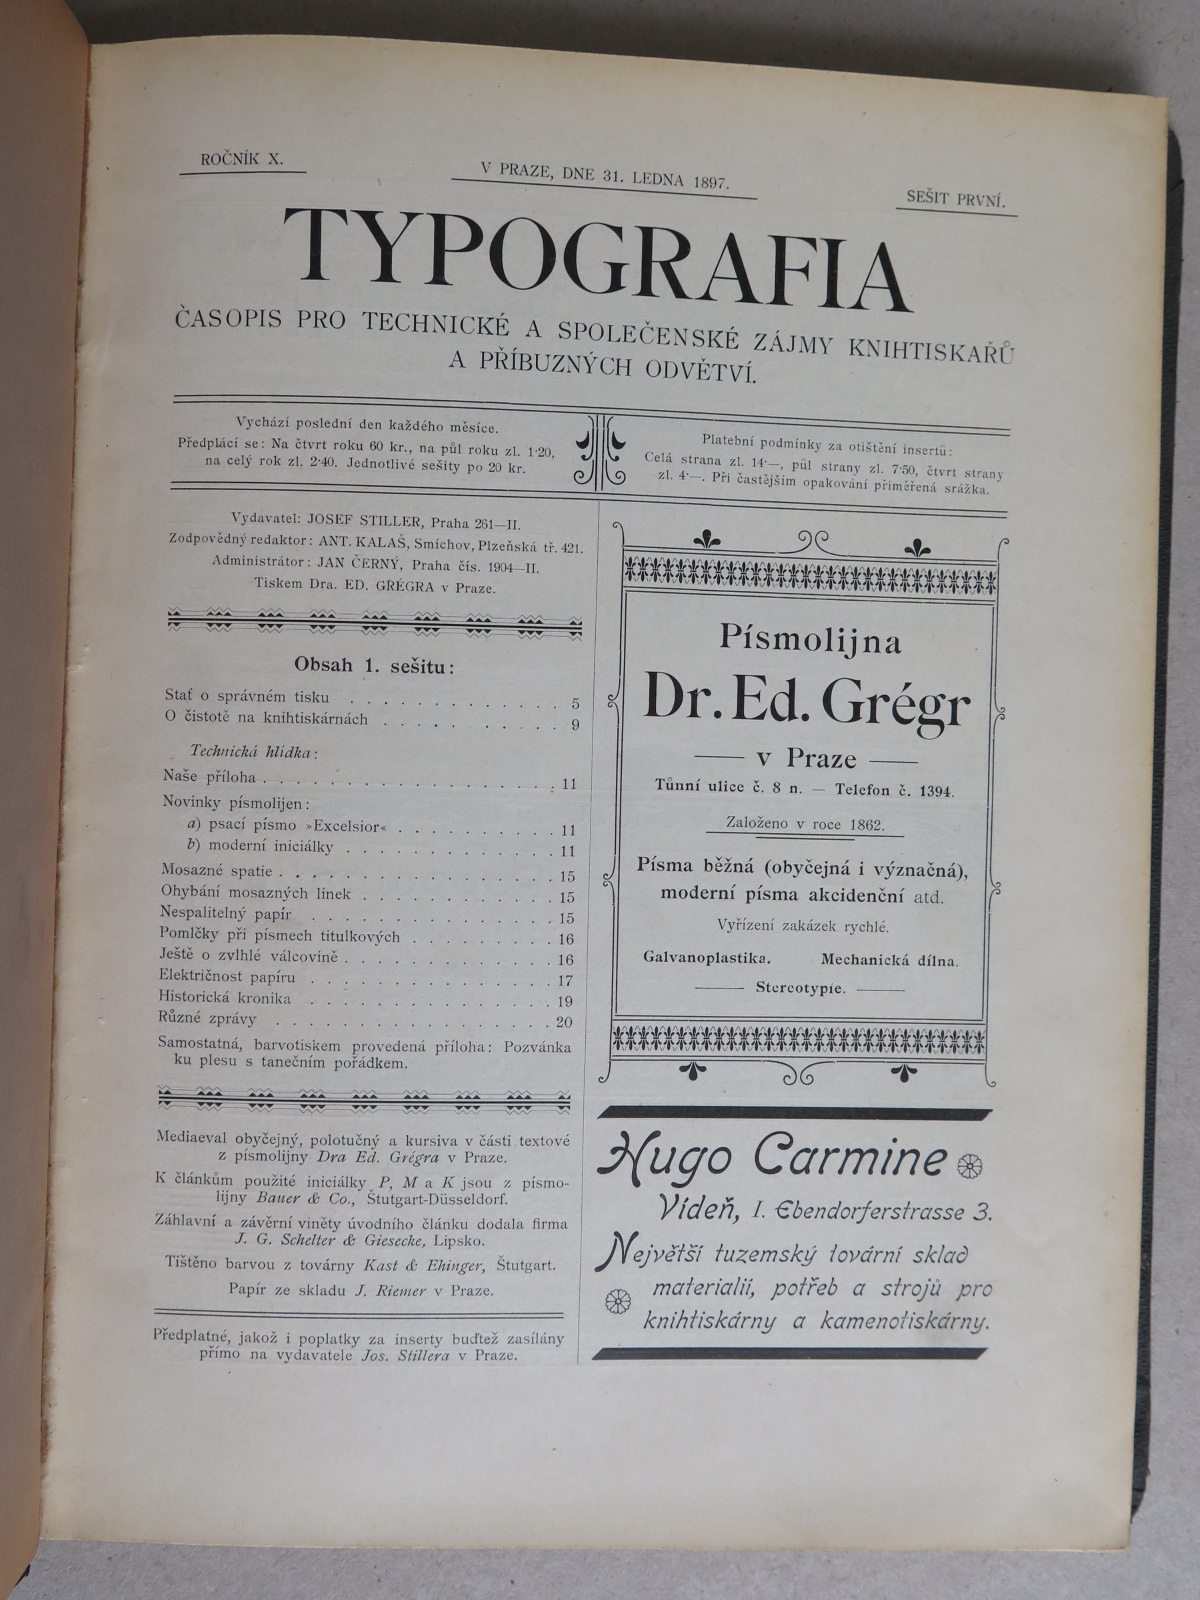 ROČNÍK X.
V PRAZE, DNE 31. LEDNA 1897.
SEŠIT PRVNÍ.
TYPOGRAFIA
ČASOPIS PRO TECHNICKÉ A SPOLEČENSKÉ ZÁJMY KNIHTISKAŘŮ
A PŘÍBUZNÝCH ODVĚTVÍ.
Vychází poslední den každého měsíce.
Předplácí se: Na čtvrt roku 60 kr., na půl roku zl. 1·20,
na celý rok zl. 2·40. Jednotlivé sešity po 20 kr.
Platební podmínky za otištění insertů:
Celá strana zl. 14·—, půl strany zl. 7·50, čtvrt strany
zl. 4·—. Při častějším opakování přiměřená srážka.
Vydavatel: JOSEF STILLER, Praha 261—II.
Zodpovědný redaktor: ANT. KALAŠ, Smíchov, Plzeňská tř. 421.
Administrátor: JAN ČERNÝ, Praha čís. 1904—II.
Tiskem Dra. ED. GRÉGRA v Praze.
Obsah 1. sešitu:
Stať o správném tisku . . . . . . . . . . . . . 5
O čistotě na knihtiskárnách . . . . . . . . . . 9
Technická hlídka:
Naše příloha . . . . . . . . . . . . . . . . 11
Novinky písmolijen:
a) psací písmo »Excelsior« . . . . . . . . . . 11
b) moderní iniciálky . . . . . . . . . . . . 11
Mosazné spatie . . . . . . . . . . . . . . . 15
Ohybání mosazných linek . . . . . . . . . . . 15
Nespalitelný papír . . . . . . . . . . . . . 15
Pomlčky při písmech titulkových . . . . . . . . 16
Ještě o zvlhlé válcovině . . . . . . . . . . . 16
Električnost papíru . . . . . . . . . . . . . 17
Historická kronika . . . . . . . . . . . . . 19
Různé zprávy . . . . . . . . . . . . . . . 20
Samostatná, barvotiskem provedená příloha: Pozvánka
ku plesu s tanečním pořádkem.
Mediaeval obyčejný, polotučný a kursiva v části textové
z písmolijny Dra Ed. Grégra v Praze.
K článkům použité iniciálky P, M a K jsou z písmo-
lijny Bauer & Co., Štutgart-Düsseldorf.
Záhlavní a závěrní viněty úvodního článku dodala firma
J. G. Schelter & Giesecke, Lipsko.
Tištěno barvou z továrny Kast & Ehinger, Štutgart.
Papír ze skladu J. Riemer v Praze.
Předplatné, jakož i poplatky za inserty buďtež zasílány
přímo na vydavatele Jos. Stillera v Praze.
Písmolijna
Dr. Ed. Grégr
— v Praze —
Tůnní ulice č. 8 n. — Telefon č. 1394.
Založeno v roce 1862.
Písma běžná (obyčejná i význačná),
moderní písma akcidenční atd.
Vyřízení zakázek rychlé.
Galvanoplastika. Mechanická dílna.
— Stereotypie. —
Hugo Carmine
Vídeň, I. Ebendorferstrasse 3.
Největší tuzemský tovární sklad
materialií, potřeb a strojů pro
knihtiskárny a kamenotiskárny.